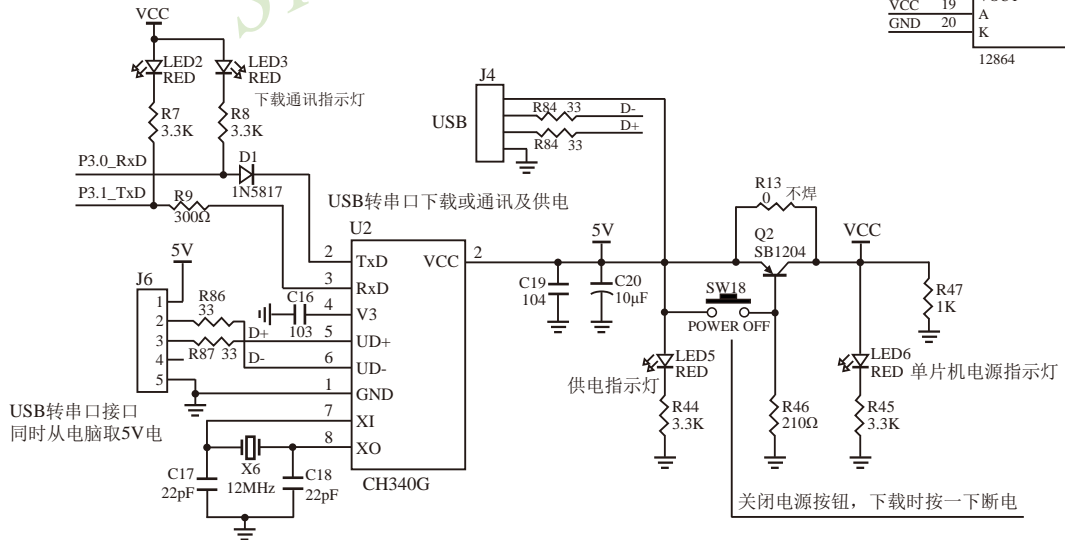 VCC
LED2
RED
LED3
RED
下载通讯指示灯
R7
3.3K
R8
3.3K
P3.0_RxD
D1
1N5817
P3.1_TxD
R9
300Ω
VCC 19 A
GND 20 K
12864
J4
USB
R84 33 D-
D+
R84 33
USB转串口下载或通讯及供电
U2
CH340G
2 TxD
3 RxD
4 V3
5 UD+
6 UD-
1 GND
7 XI
8 XO
VCC 2
5V
J6
1
2
3
4
5
R86
33
D+
R87 33
D-
C16
103
USB转串口接口
同时从电脑取5V电
C17
22pF
X6
12MHz
C18
22pF
5V
C19
104
C20
10μF
R13
0 不焊
Q2
SB1204
VCC
SW18
POWER OFF
R47
1K
LED5
RED
供电指示灯
R44
3.3K
R46
210Ω
LED6
RED 单片机电源指示灯
R45
3.3K
关闭电源按钮，下载时按一下断电